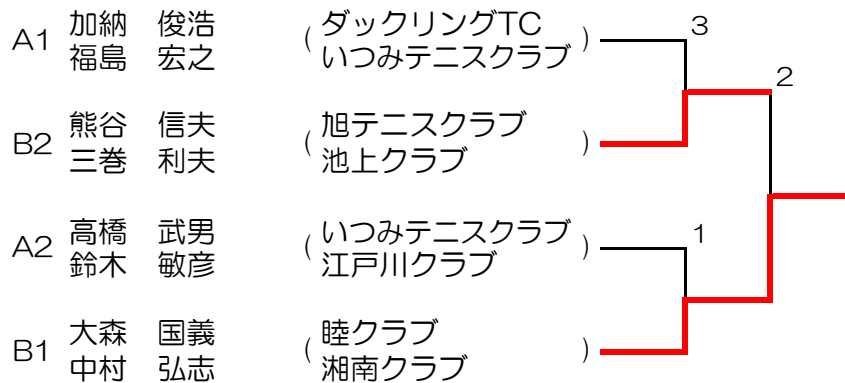 A1 加納 俊浩 ( ダックリングTC ) 3
福島 宏之 いつみテニスクラブ
2
B2 熊谷 信夫 ( 旭テニスクラブ )
三巻 利夫 池上クラブ
A2 高橋 武男 ( いつみテニスクラブ ) 1
鈴木 敏彦 江戸川クラブ
B1 大森 国義 ( 睦クラブ )
中村 弘志 湘南クラブ